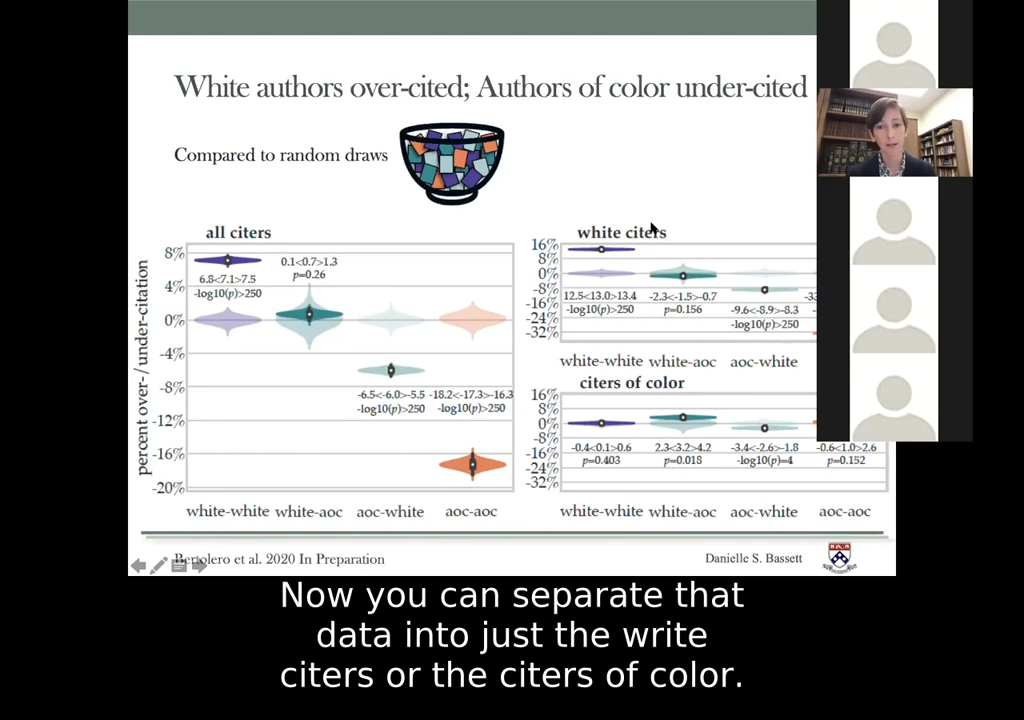 White authors over-cited; Authors of color under-cited
Compared to random draws
all citers
percent over-/under-citation
8%
4%
0%
-4%
-8%
-12%
-16%
-20%
6.8<7.1>7.5
-log10(p)>250
0.1<0.7>1.3
p=0.26
-6.5<-6.0>-5.5
-log10(p)>250
-18.2<-17.3>-16.3
-log10(p)>250
white-white white-aoc aoc-white aoc-aoc
white citers
16%
8%
0%
-8%
-16%
-24%
-32%
12.5<13.0>13.4
-log10(p)>250
-2.3<-1.5>-0.7
p=0.156
-9.6<-8.9>-8.3
-log10(p)>250
white-white white-aoc aoc-white
citers of color
16%
8%
0%
-8%
-16%
-24%
-32%
-0.4<0.1>0.6
p=0.403
2.3<3.2>4.2
p=0.018
-3.4<-2.6>-1.8
-log10(p)=4
-0.6<1.0>2.6
p=0.152
white-white white-aoc aoc-white aoc-aoc
Bertolero et al. 2020 In Preparation
Danielle S. Bassett
Now you can separate that
data into just the write
citers or the citers of color.